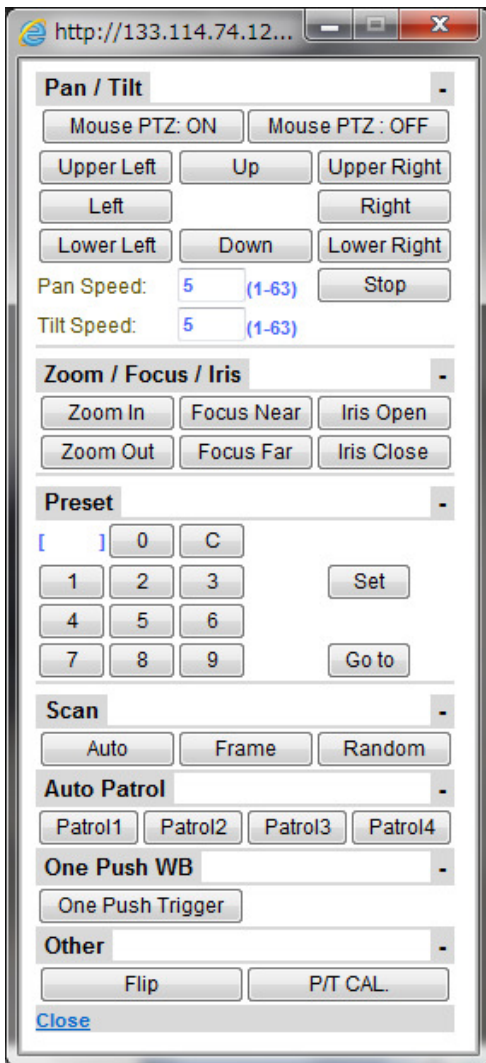 http://133.114.74.12...
Pan / Tilt -
Mouse PTZ: ON Mouse PTZ : OFF
Upper Left Up Upper Right
Left Right
Lower Left Down Lower Right
Pan Speed: 5 (1-63) Stop
Tilt Speed: 5 (1-63)
Zoom / Focus / Iris -
Zoom In Focus Near Iris Open
Zoom Out Focus Far Iris Close
Preset -
[ ] 0 C
1 2 3 Set
4 5 6
7 8 9 Go to
Scan -
Auto Frame Random
Auto Patrol -
Patrol1 Patrol2 Patrol3 Patrol4
One Push WB -
One Push Trigger
Other -
Flip P/T CAL.
Close